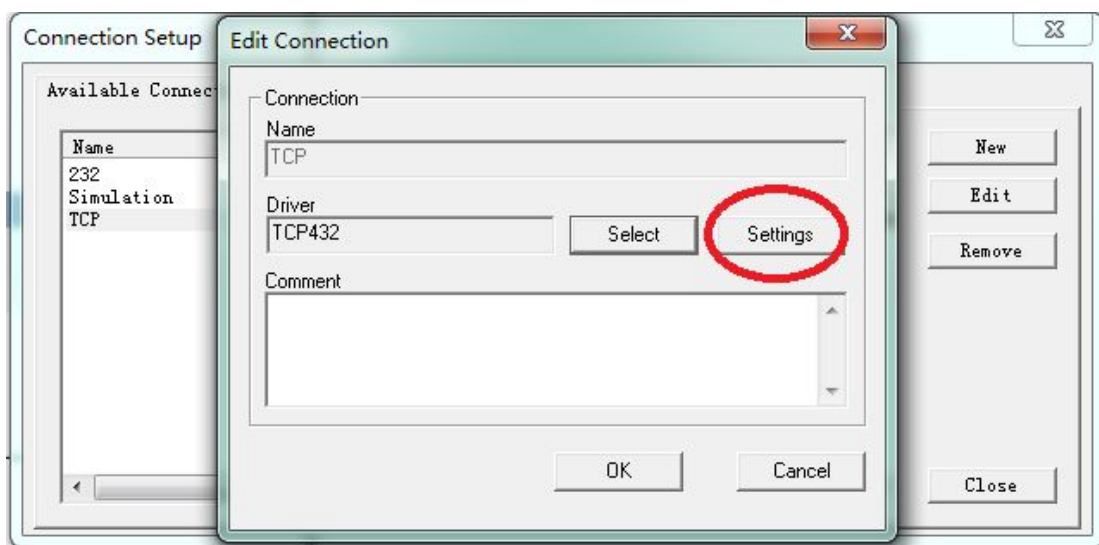 Connection Setup
Available Connec
Name
232
Simulation
TCP
New
Edit
Remove
Close
Edit Connection
Connection
Name
TCP
Driver
TCP432
Select
Settings
Comment
OK
Cancel